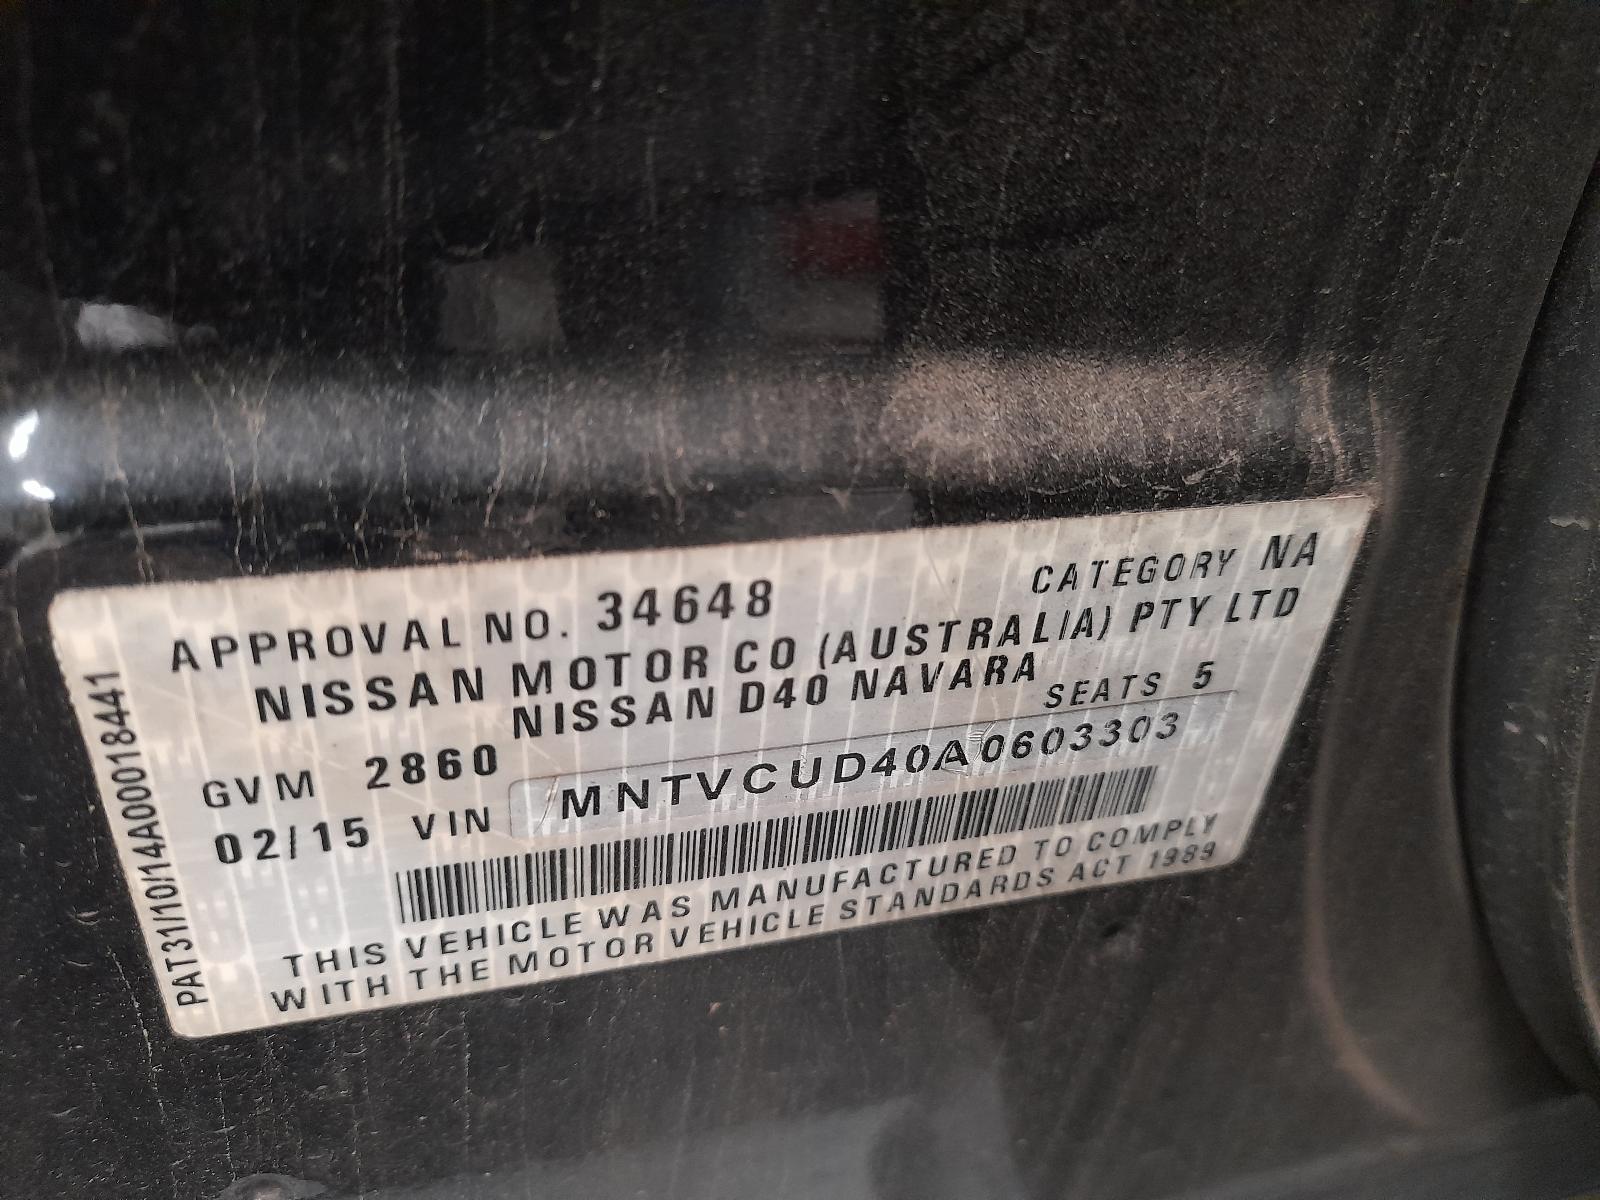 APPROVAL NO. 34648 CATEGORY NA
NISSAN MOTOR CO (AUSTRALIA) PTY LTD
NISSAN D40 NAVARA
GVM 2860 SEATS 5
02/15 VIN MNTVCUD40A0603303
THIS VEHICLE WAS MANUFACTURED TO COMPLY
WITH THE MOTOR VEHICLE STANDARDS ACT 1989
PAT31/10/14A00018441